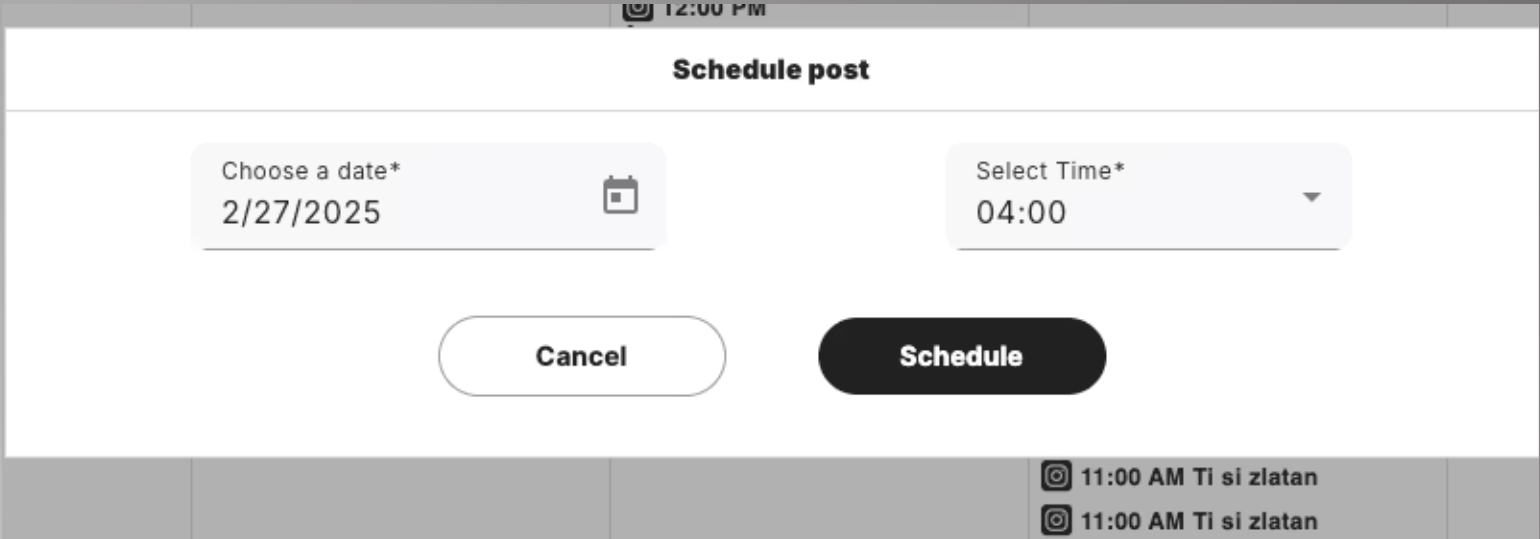 12:00 PM
Schedule post
Choose a date*
2/27/2025
Select Time*
04:00
Cancel
Schedule
11:00 AM Ti si zlatan
11:00 AM Ti si zlatan